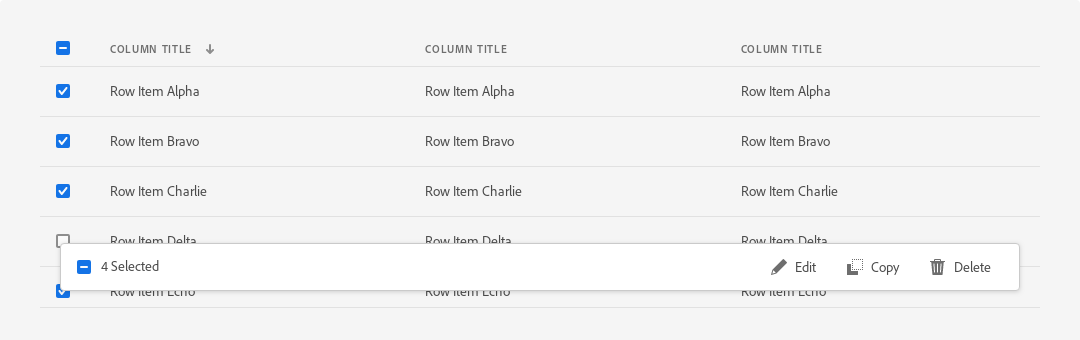 COLUMN TITLE COLUMN TITLE COLUMN TITLE
Row Item Alpha Row Item Alpha Row Item Alpha
Row Item Bravo Row Item Bravo Row Item Bravo
Row Item Charlie Row Item Charlie Row Item Charlie
Row Item Delta Row Item Delta Row Item Delta
4 Selected Edit Copy Delete
Row Item Echo Row Item Echo Row Item Echo